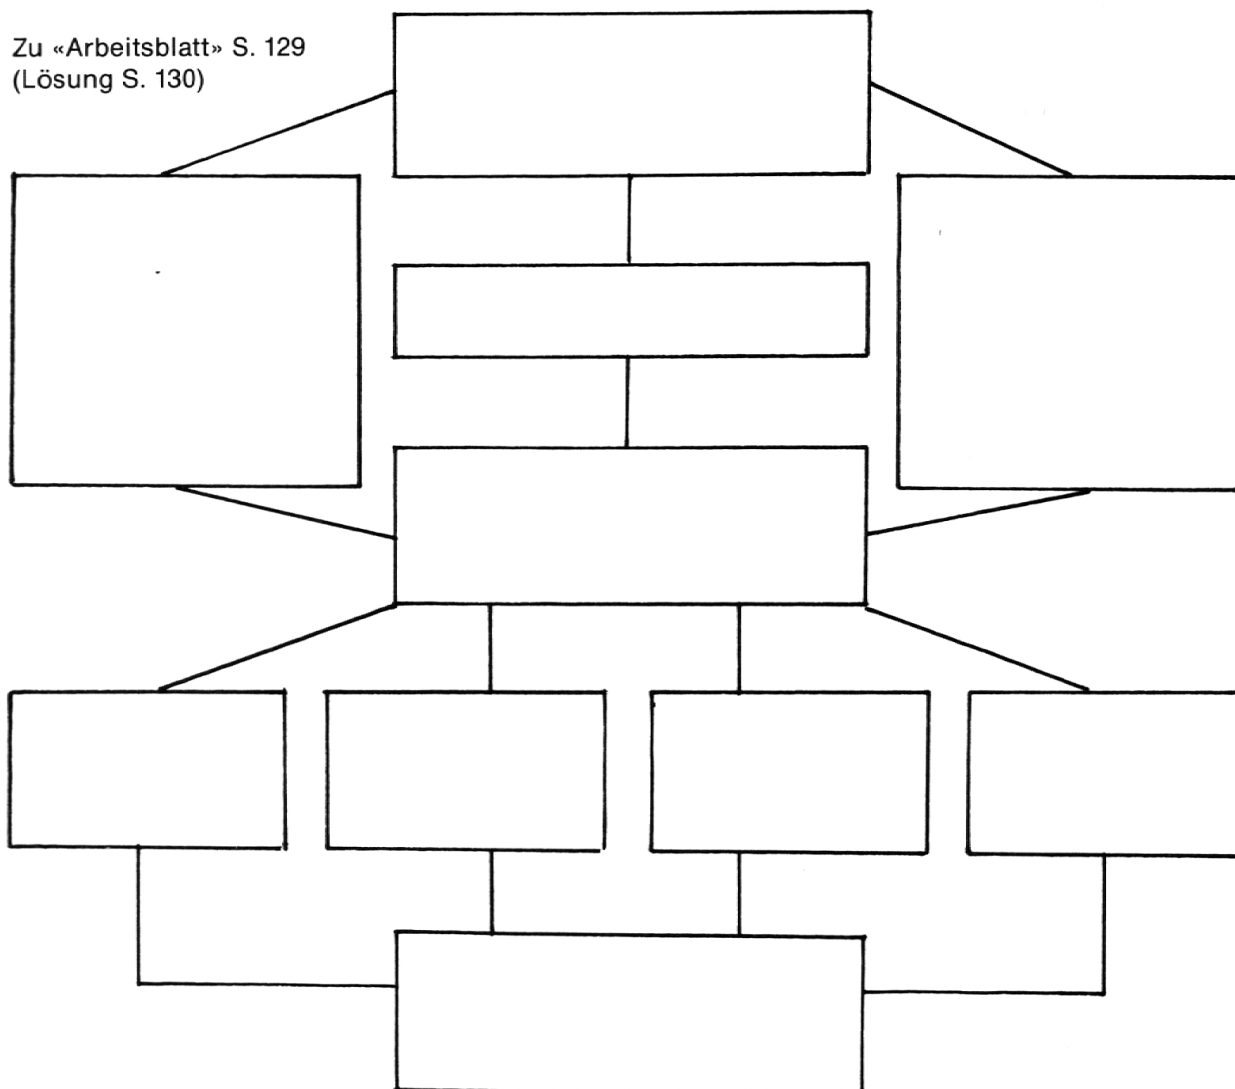 Zu «Arbeitsblatt» S. 129
(Lösung S. 130)